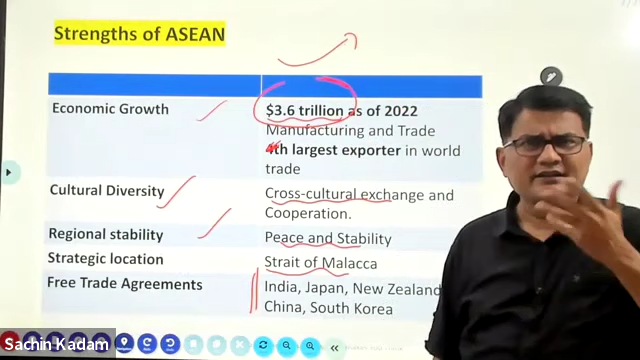 Strengths of ASEAN
Economic Growth
$3.6 trillion as of 2022
Manufacturing and Trade
4th largest exporter in world
trade
Cultural Diversity
Cross-cultural exchange and
Cooperation.
Regional stability
Peace and Stability
Strategic location
Strait of Malacca
Free Trade Agreements
India, Japan, New Zealand
China, South Korea
Sachin Kadam